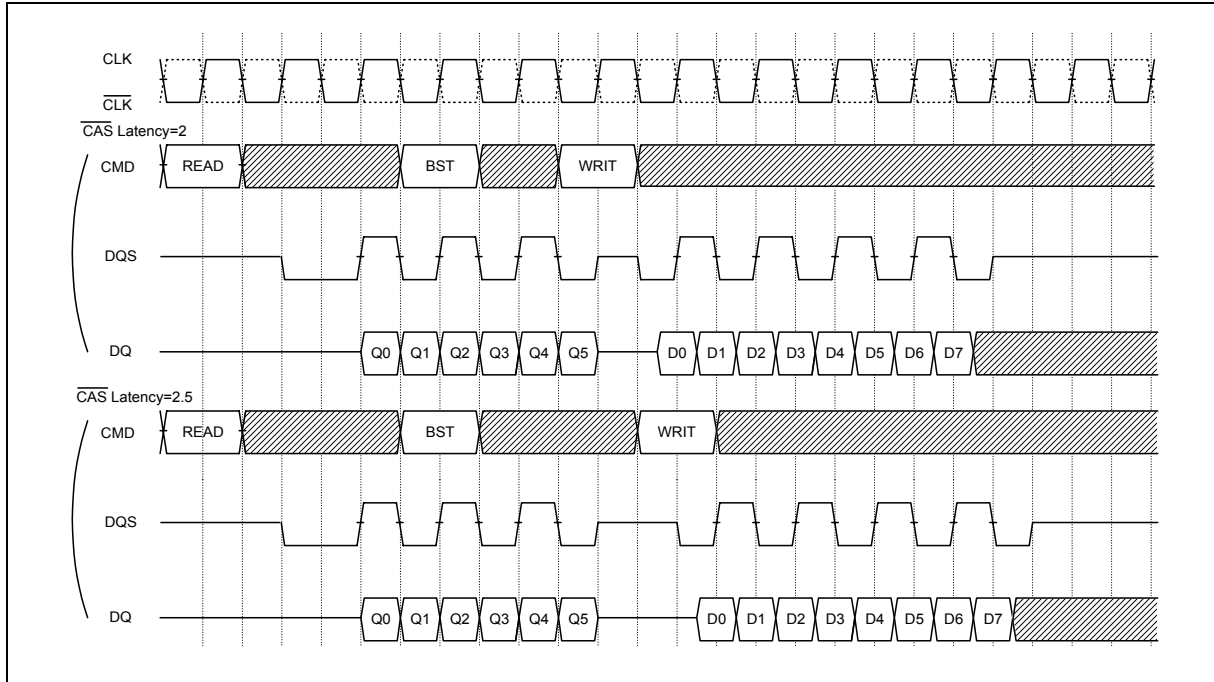 CLK
CLK
CAS Latency=2
CMD READ BST WRIT
DQS
DQ Q0 Q1 Q2 Q3 Q4 Q5 D0 D1 D2 D3 D4 D5 D6 D7
CAS Latency=2.5
CMD READ BST WRIT
DQS
DQ Q0 Q1 Q2 Q3 Q4 Q5 D0 D1 D2 D3 D4 D5 D6 D7